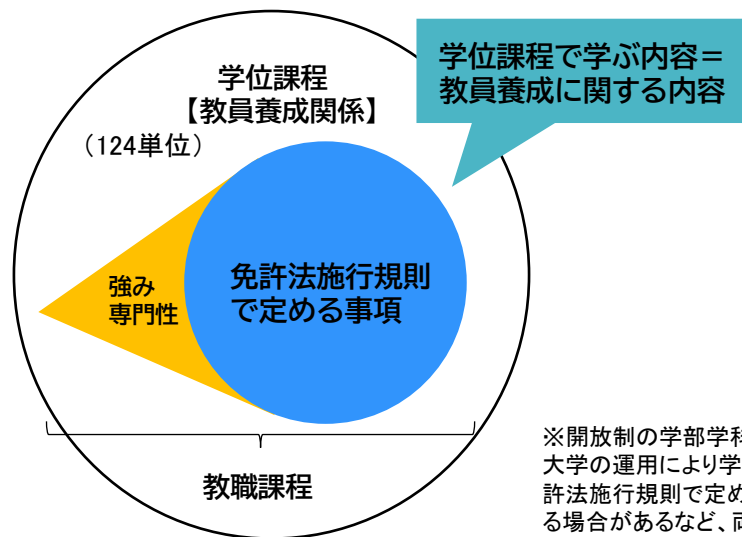 学位課程で学ぶ内容＝
教員養成に関する内容
学位課程
【教員養成関係】
（124単位）
強み
専門性
免許法施行規則
で定める事項
教職課程
※開放制の学部学科
大学の運用により学
許法施行規則で定め
る場合があるなど、両